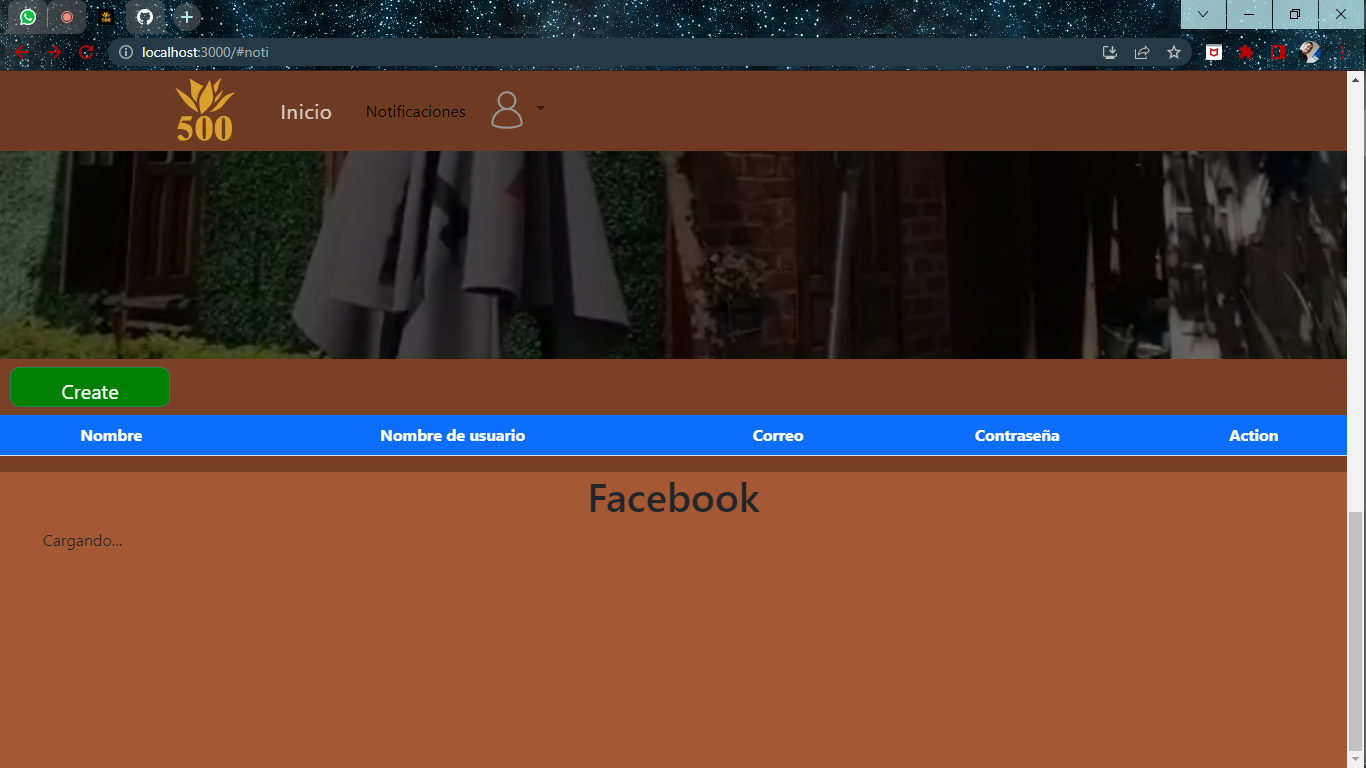 localhost:3000/#noti
500
Inicio
Notificaciones
Create
Nombre
Nombre de usuario
Correo
Contraseña
Action
Facebook
Cargando...